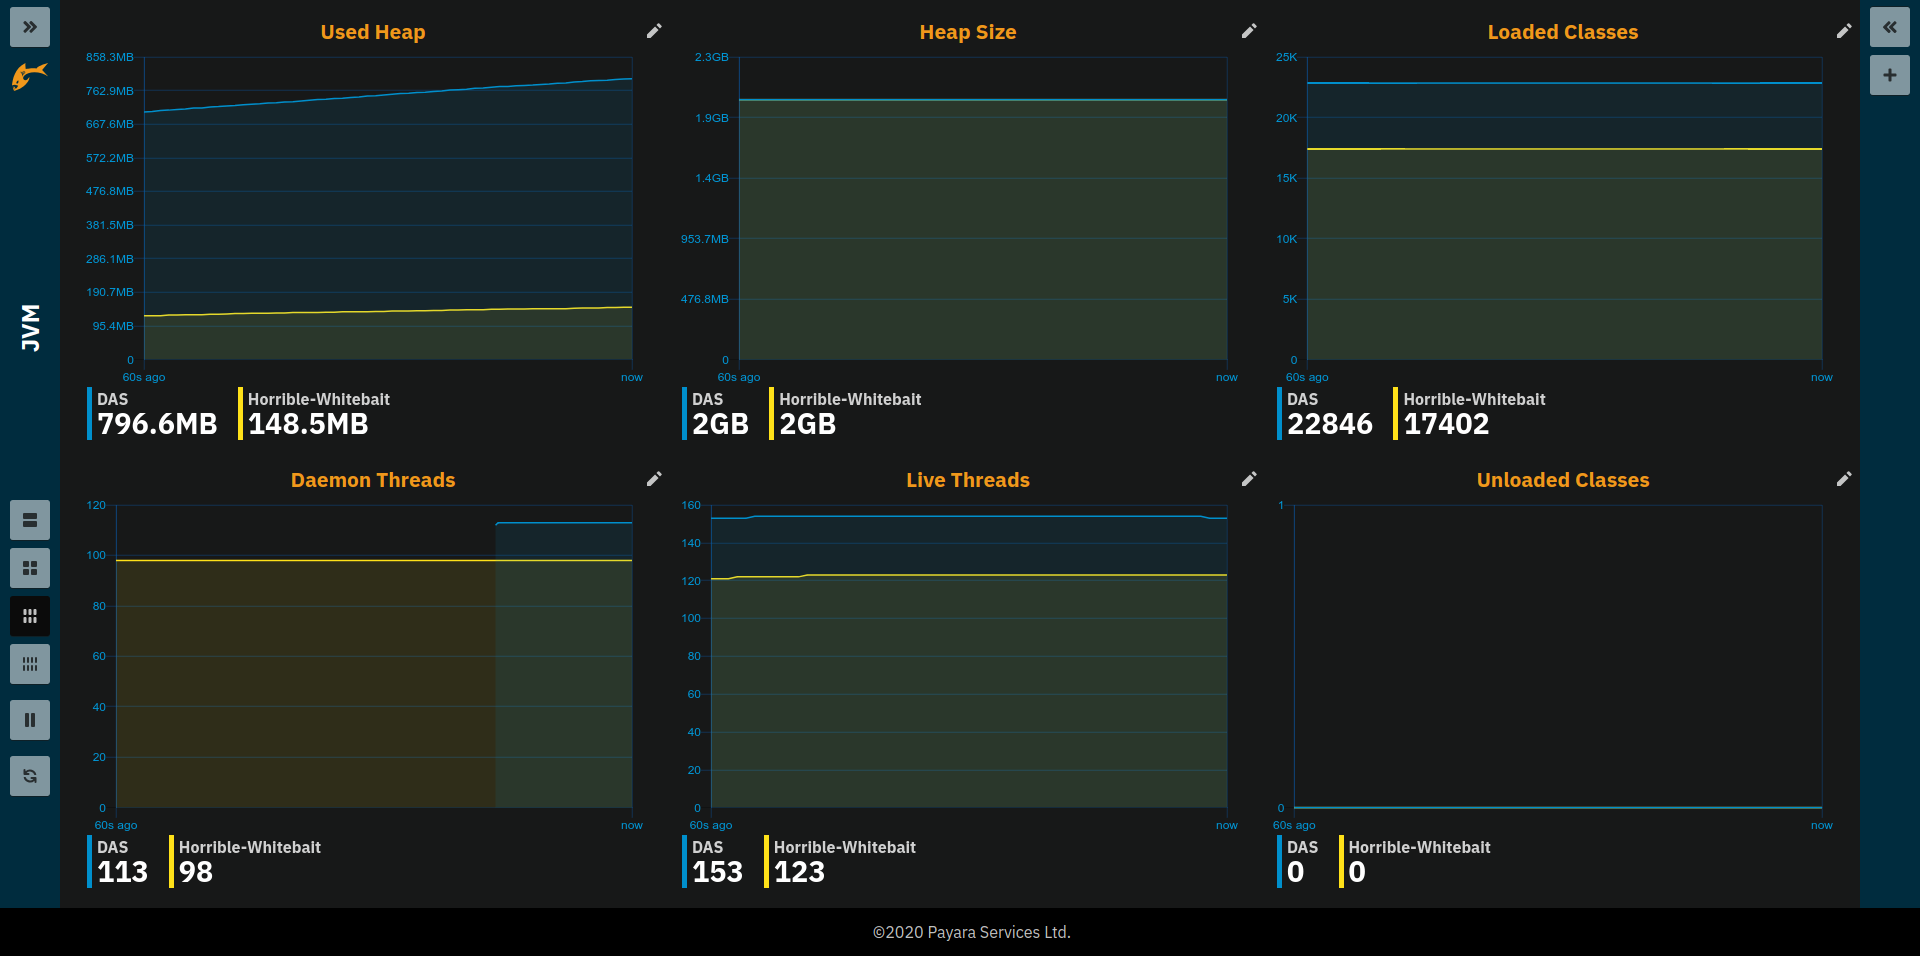 JVM
Used Heap
858.3MB
762.9MB
667.6MB
572.2MB
476.8MB
381.5MB
286.1MB
190.7MB
95.4MB
0
60s ago now
DAS Horrible-Whitebait
796.6MB 148.5MB
Heap Size
2.3GB
1.9GB
1.4GB
953.7MB
476.8MB
0
60s ago now
DAS Horrible-Whitebait
2GB 2GB
Loaded Classes
25K
20K
15K
10K
5K
0
60s ago now
DAS Horrible-Whitebait
22846 17402
Daemon Threads
120
100
80
60
40
20
0
60s ago now
DAS Horrible-Whitebait
113 98
Live Threads
160
140
120
100
80
60
40
20
0
60s ago now
DAS Horrible-Whitebait
153 123
Unloaded Classes
1
0
60s ago now
DAS Horrible-Whitebait
0 0
©2020 Payara Services Ltd.